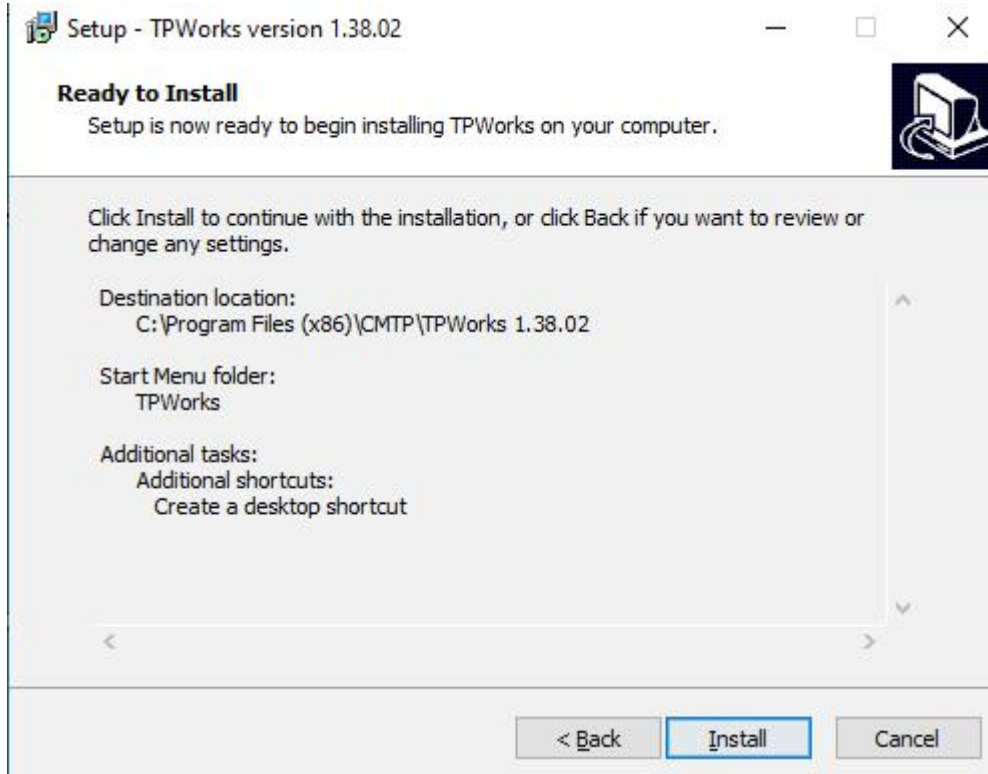 Setup - TPWorks version 1.38.02
Ready to Install
Setup is now ready to begin installing TPWorks on your computer.
Click Install to continue with the installation, or click Back if you want to review or
change any settings.
Destination location:
C:\Program Files (x86)\CMTP\TPWorks 1.38.02
Start Menu folder:
TPWorks
Additional tasks:
Additional shortcuts:
Create a desktop shortcut
< Back
Install
Cancel